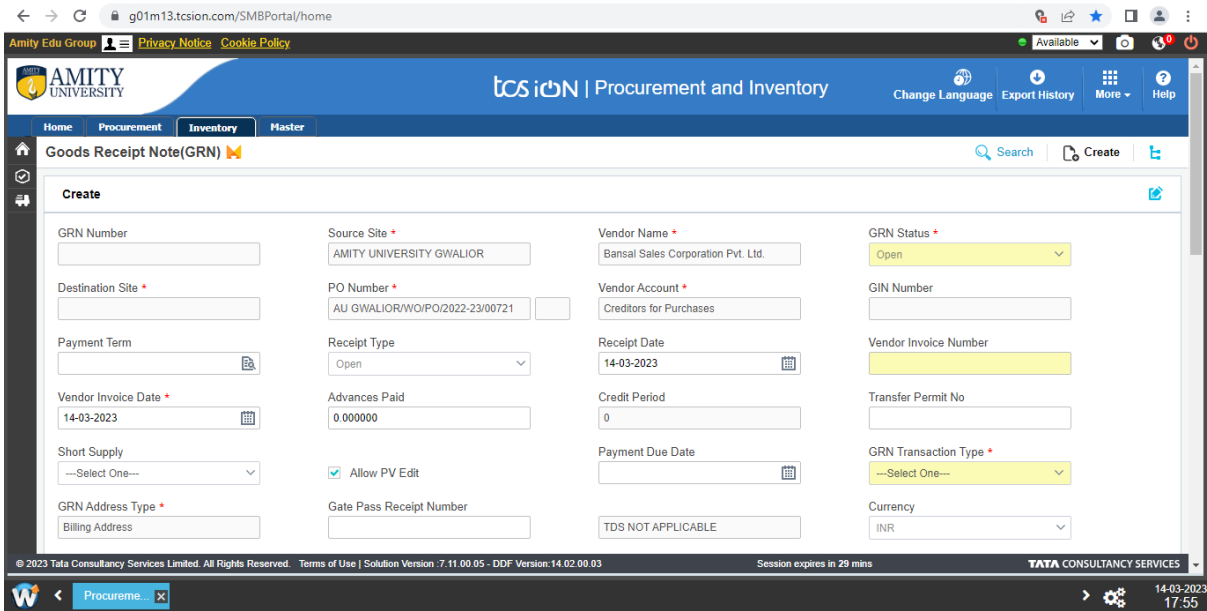 g01m13.tcsion.com/SMBPortal/home
Amity Edu Group Privacy Notice Cookie Policy Available 0
AMITY
AMITY UNIVERSITY
tcs iON | Procurement and Inventory
Change Language Export History More Help
Home Procurement Inventory Master
Goods Receipt Note(GRN) Search Create
Create
GRN Number Source Site * Vendor Name * GRN Status *
AMITY UNIVERSITY GWALIOR Bansal Sales Corporation Pvt. Ltd. Open
Destination Site * PO Number * Vendor Account * GIN Number
AU GWALIOR/WO/PO/2022-23/00721 Creditors for Purchases
Payment Term Receipt Type Receipt Date Vendor Invoice Number
Open 14-03-2023
Vendor Invoice Date * Advances Paid Credit Period Transfer Permit No
14-03-2023 0.000000 0
Short Supply Payment Due Date GRN Transaction Type *
---Select One--- Allow PV Edit ---Select One---
GRN Address Type * Gate Pass Receipt Number Currency
Billing Address TDS NOT APPLICABLE INR
© 2023 Tata Consultancy Services Limited. All Rights Reserved. Terms of Use | Solution Version :7.11.00.05 - DDF Version:14.02.00.03 Session expires in 29 mins TATA CONSULTANCY SERVICES
W Procureme... X 14-03-2023
17:55